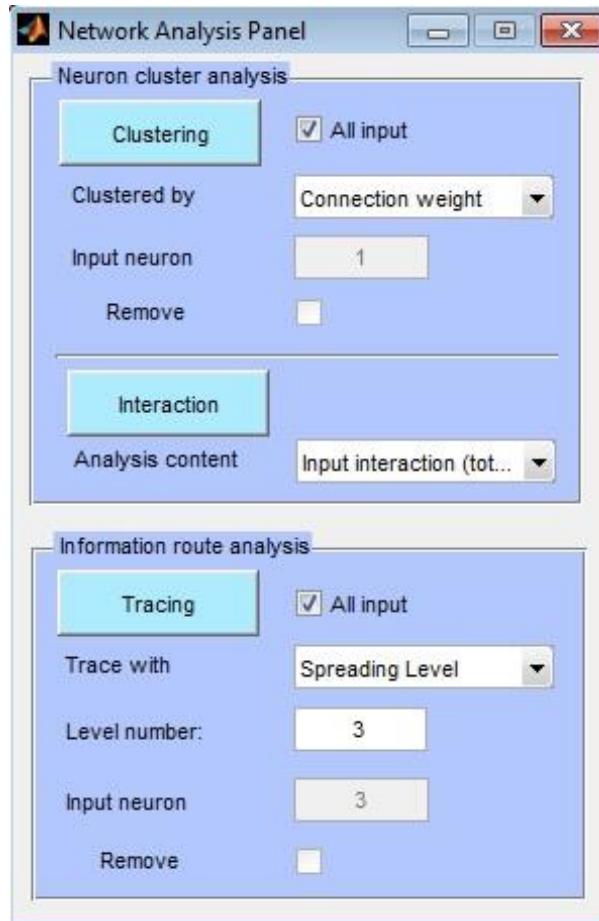 Network Analysis Panel
Neuron cluster analysis
Clustering
All input
Clustered by
Connection weight
Input neuron
1
Remove
Interaction
Analysis content
Input interaction (tot...
Information route analysis
Tracing
All input
Trace with
Spreading Level
Level number:
3
Input neuron
3
Remove